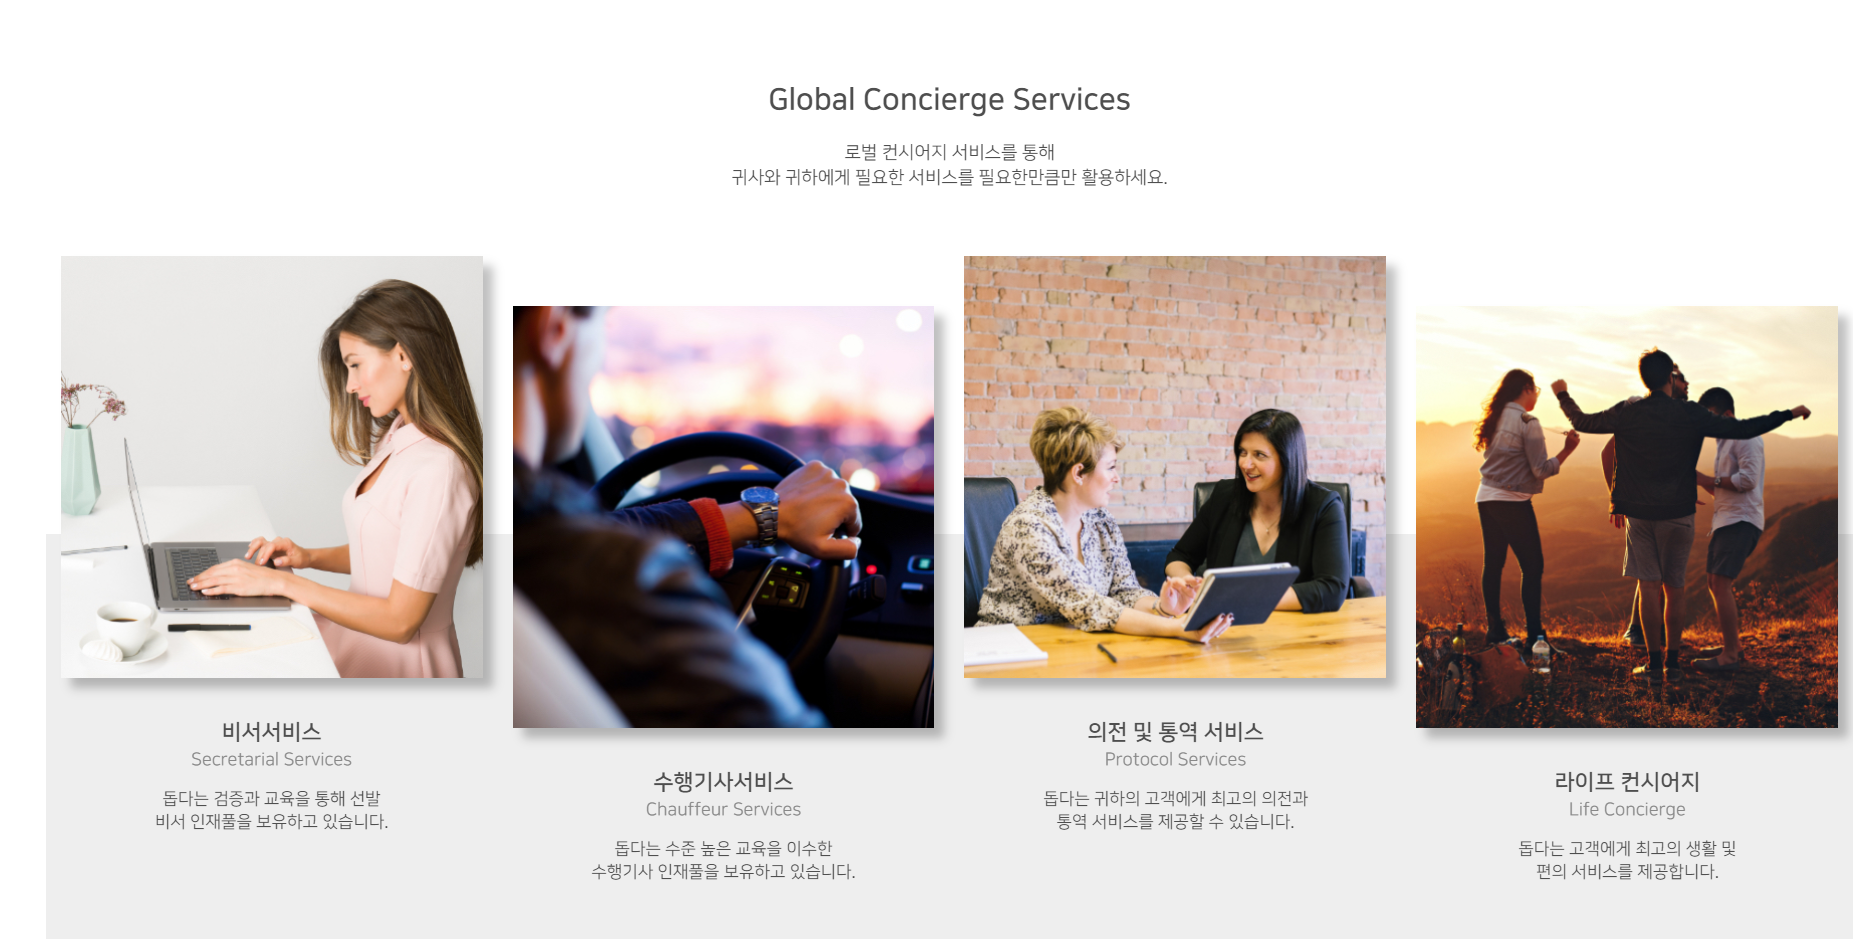 Global Concierge Services
로벌 컨시어지 서비스를 통해
귀사와 귀하에게 필요한 서비스를 필요한만큼만 활용하세요.
비서서비스
Secretarial Services
돕다는 검증과 교육을 통해 선발
비서 인재풀을 보유하고 있습니다.
수행기사서비스
Chauffeur Services
돕다는 수준 높은 교육을 이수한
수행기사 인재풀을 보유하고 있습니다.
의전 및 통역 서비스
Protocol Services
돕다는 귀하의 고객에게 최고의 의전과
통역 서비스를 제공할 수 있습니다.
라이프 컨시어지
Life Concierge
돕다는 고객에게 최고의 생활 및
편의 서비스를 제공합니다.